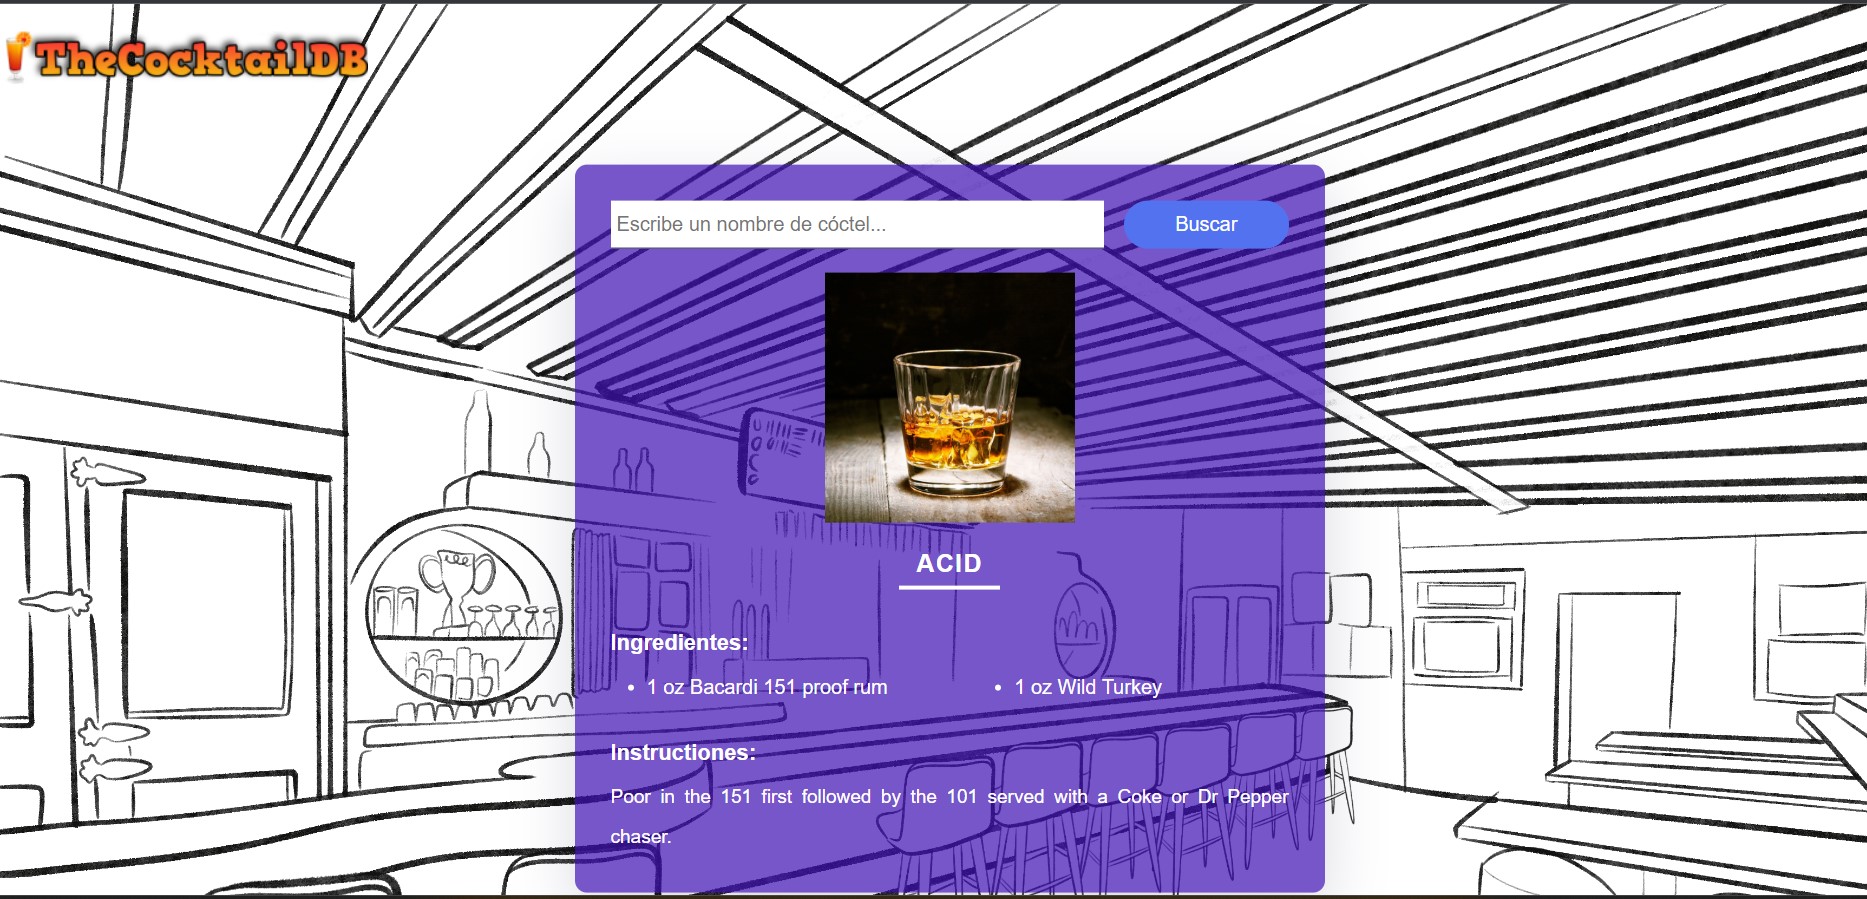 TheCocktailDB
Escribe un nombre de cóctel...
Buscar
ACID
Ingredientes:
• 1 oz Bacardi 151 proof rum
• 1 oz Wild Turkey
Instructiones:
Poor in the 151 first followed by the 101 served with a Coke or Dr Pepper
chaser.